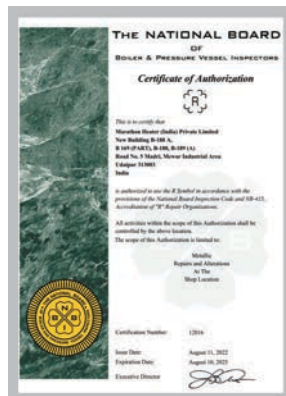 THE NATIONAL BOARD
OF
BOILER & PRESSURE VESSEL INSPECTORS
Certificate of Authorization
R
This is to certify that
Marathon Heater (India) Private Limited
New Building B-188 A,
B 169 (PART), B-188, B-189 (A)
Road No. 5 Madri, Mewar Industrial Area
Udaipur 313003
India
is authorized to use the R Symbol in accordance with the
provisions of the National Board Inspection Code and NB-415,
Accreditation of "R" Repair Organizations.
All activities within the scope of this Authorization shall be
controlled by the above location.
The scope of this Authorization is limited to:
Metallic
Repairs and Alterations
At The
Shop Location
Certification Number: 12016
Issue Date: August 11, 2022
Expiration Date: August 10, 2025
Executive Director